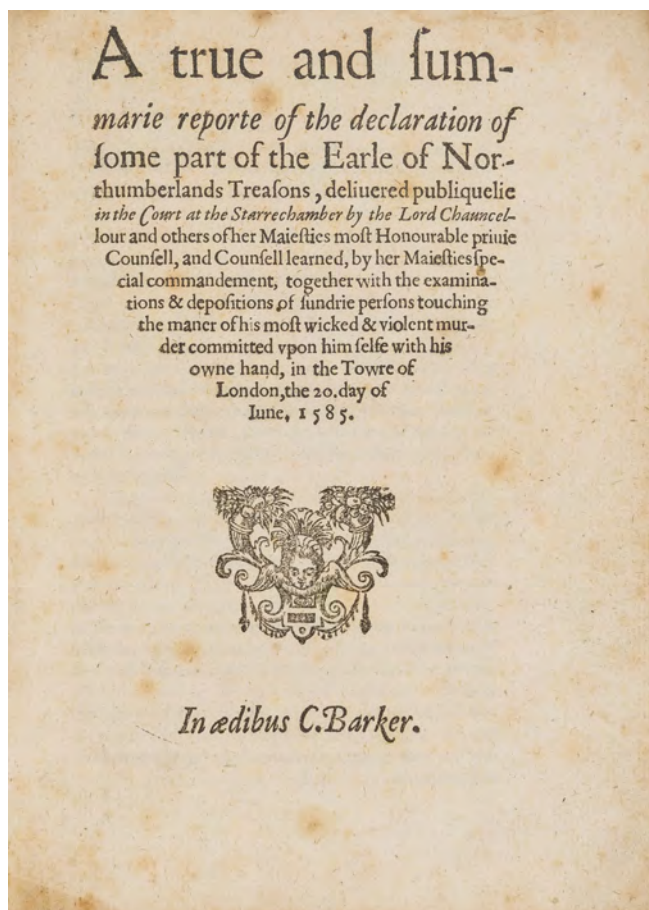 A true and ſum-
marie reporte of the declaration of
ſome part of the Earle of Nor-
thumberlands Treaſons, deliuered publiquelie
in the Court at the Starrechamber by the Lord Chauncel-
lour and others of her Maieſties moſt Honourable priuie
Counſell, and Counſell learned, by her Maieſties ſpe-
cial commandement, together with the examina-
tions & depoſitions of ſundrie perſons touching
the maner of his moſt wicked & violent mur-
der committed vpon him ſelfe with his
owne hand, in the Towre of
London, the 20. day of
Iune, 1585.
In ædibus C. Barker.